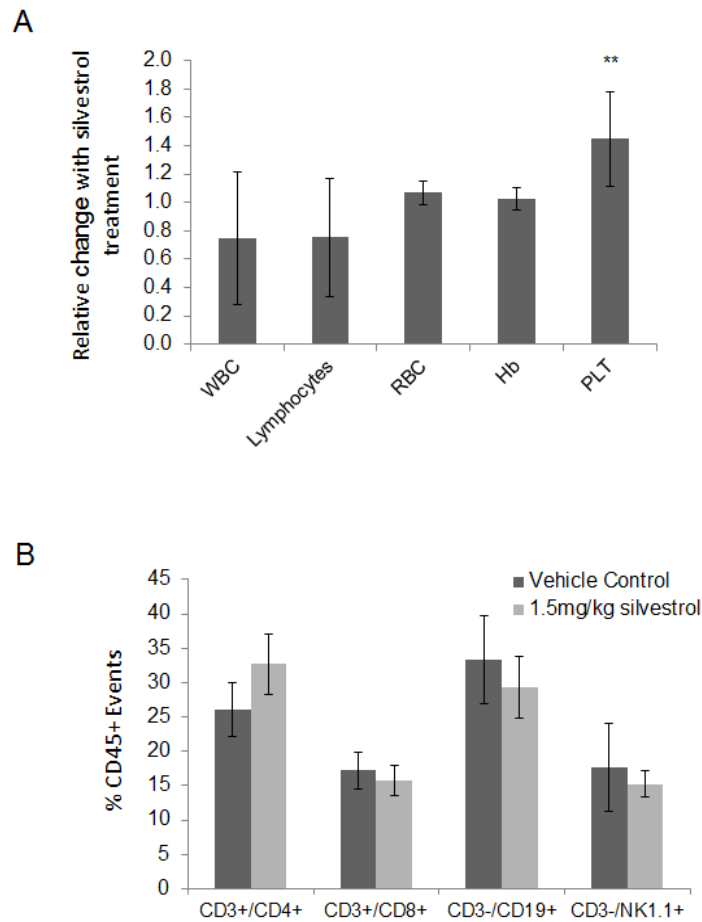 A
Relative change with silvestrol
treatment
2.0
1.8
1.6
1.4
1.2
1.0
0.8
0.6
0.4
0.2
0.0
**
WBC
Lymphocytes
RBC
Hb
PLT
B
% CD45+ Events
45
40
35
30
25
20
15
10
5
0
Vehicle Control
1.5mg/kg silvestrol
CD3+/CD4+
CD3+/CD8+
CD3-/CD19+
CD3-/NK1.1+